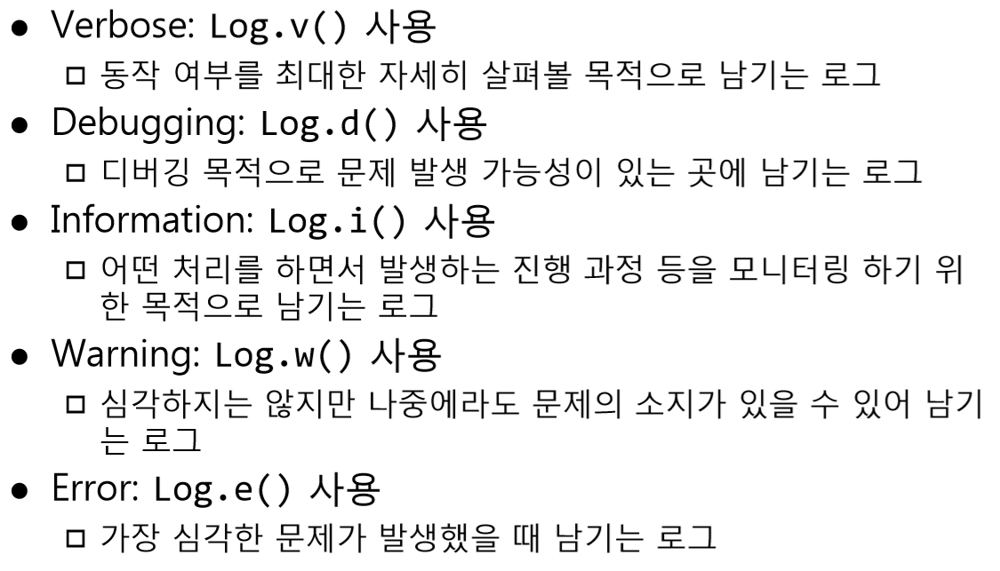 ● Verbose: Log.v() 사용
□ 동작 여부를 최대한 자세히 살펴볼 목적으로 남기는 로그
● Debugging: Log.d() 사용
□ 디버깅 목적으로 문제 발생 가능성이 있는 곳에 남기는 로그
● Information: Log.i() 사용
□ 어떤 처리를 하면서 발생하는 진행 과정 등을 모니터링 하기 위
한 목적으로 남기는 로그
● Warning: Log.w() 사용
□ 심각하지는 않지만 나중에라도 문제의 소지가 있을 수 있어 남기
는 로그
● Error: Log.e() 사용
□ 가장 심각한 문제가 발생했을 때 남기는 로그